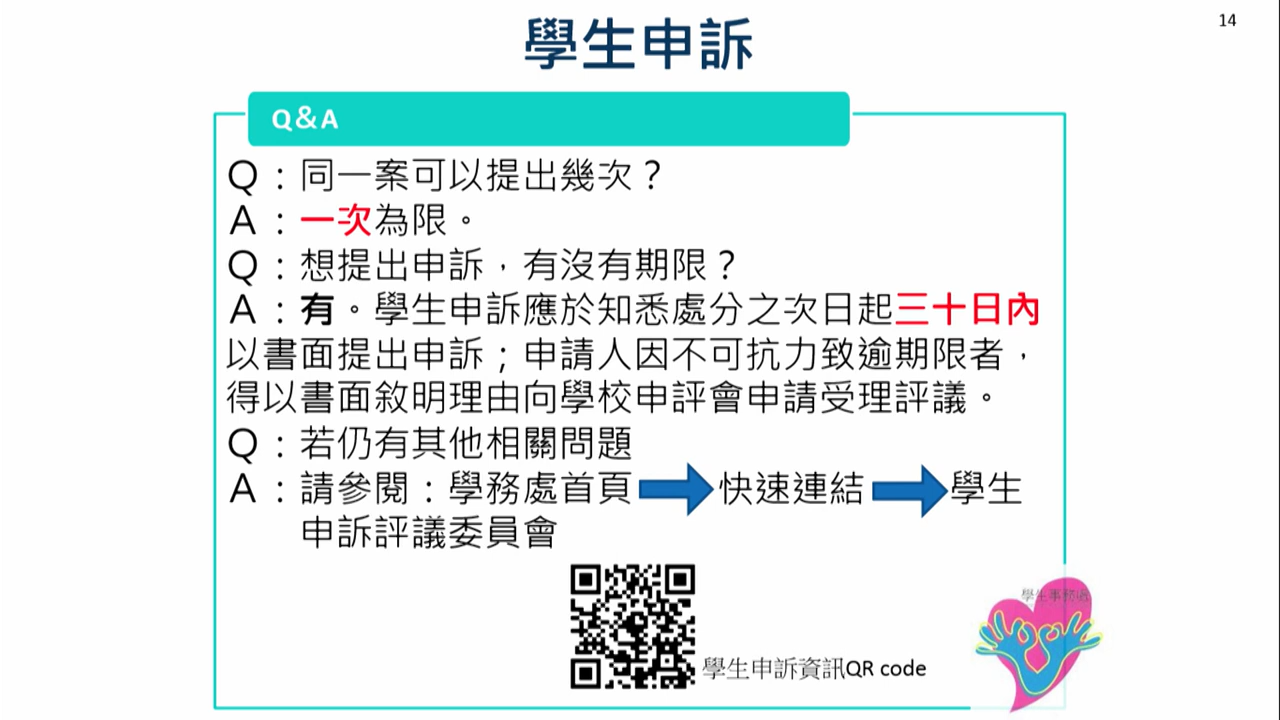 14
學生申訴
Q&A
Q：同一案可以提出幾次？
A：一次為限。
Q：想提出申訴，有沒有期限？
A：有。學生申訴應於知悉處分之次日起三十日內
以書面提出申訴；申請人因不可抗力致逾期限者，
得以書面敘明理由向學校申評會申請受理評議。
Q：若仍有其他相關問題
A：請參閱：學務處首頁 快速連結 學生
申訴評議委員會
學生事務處
學生申訴資訊QR code